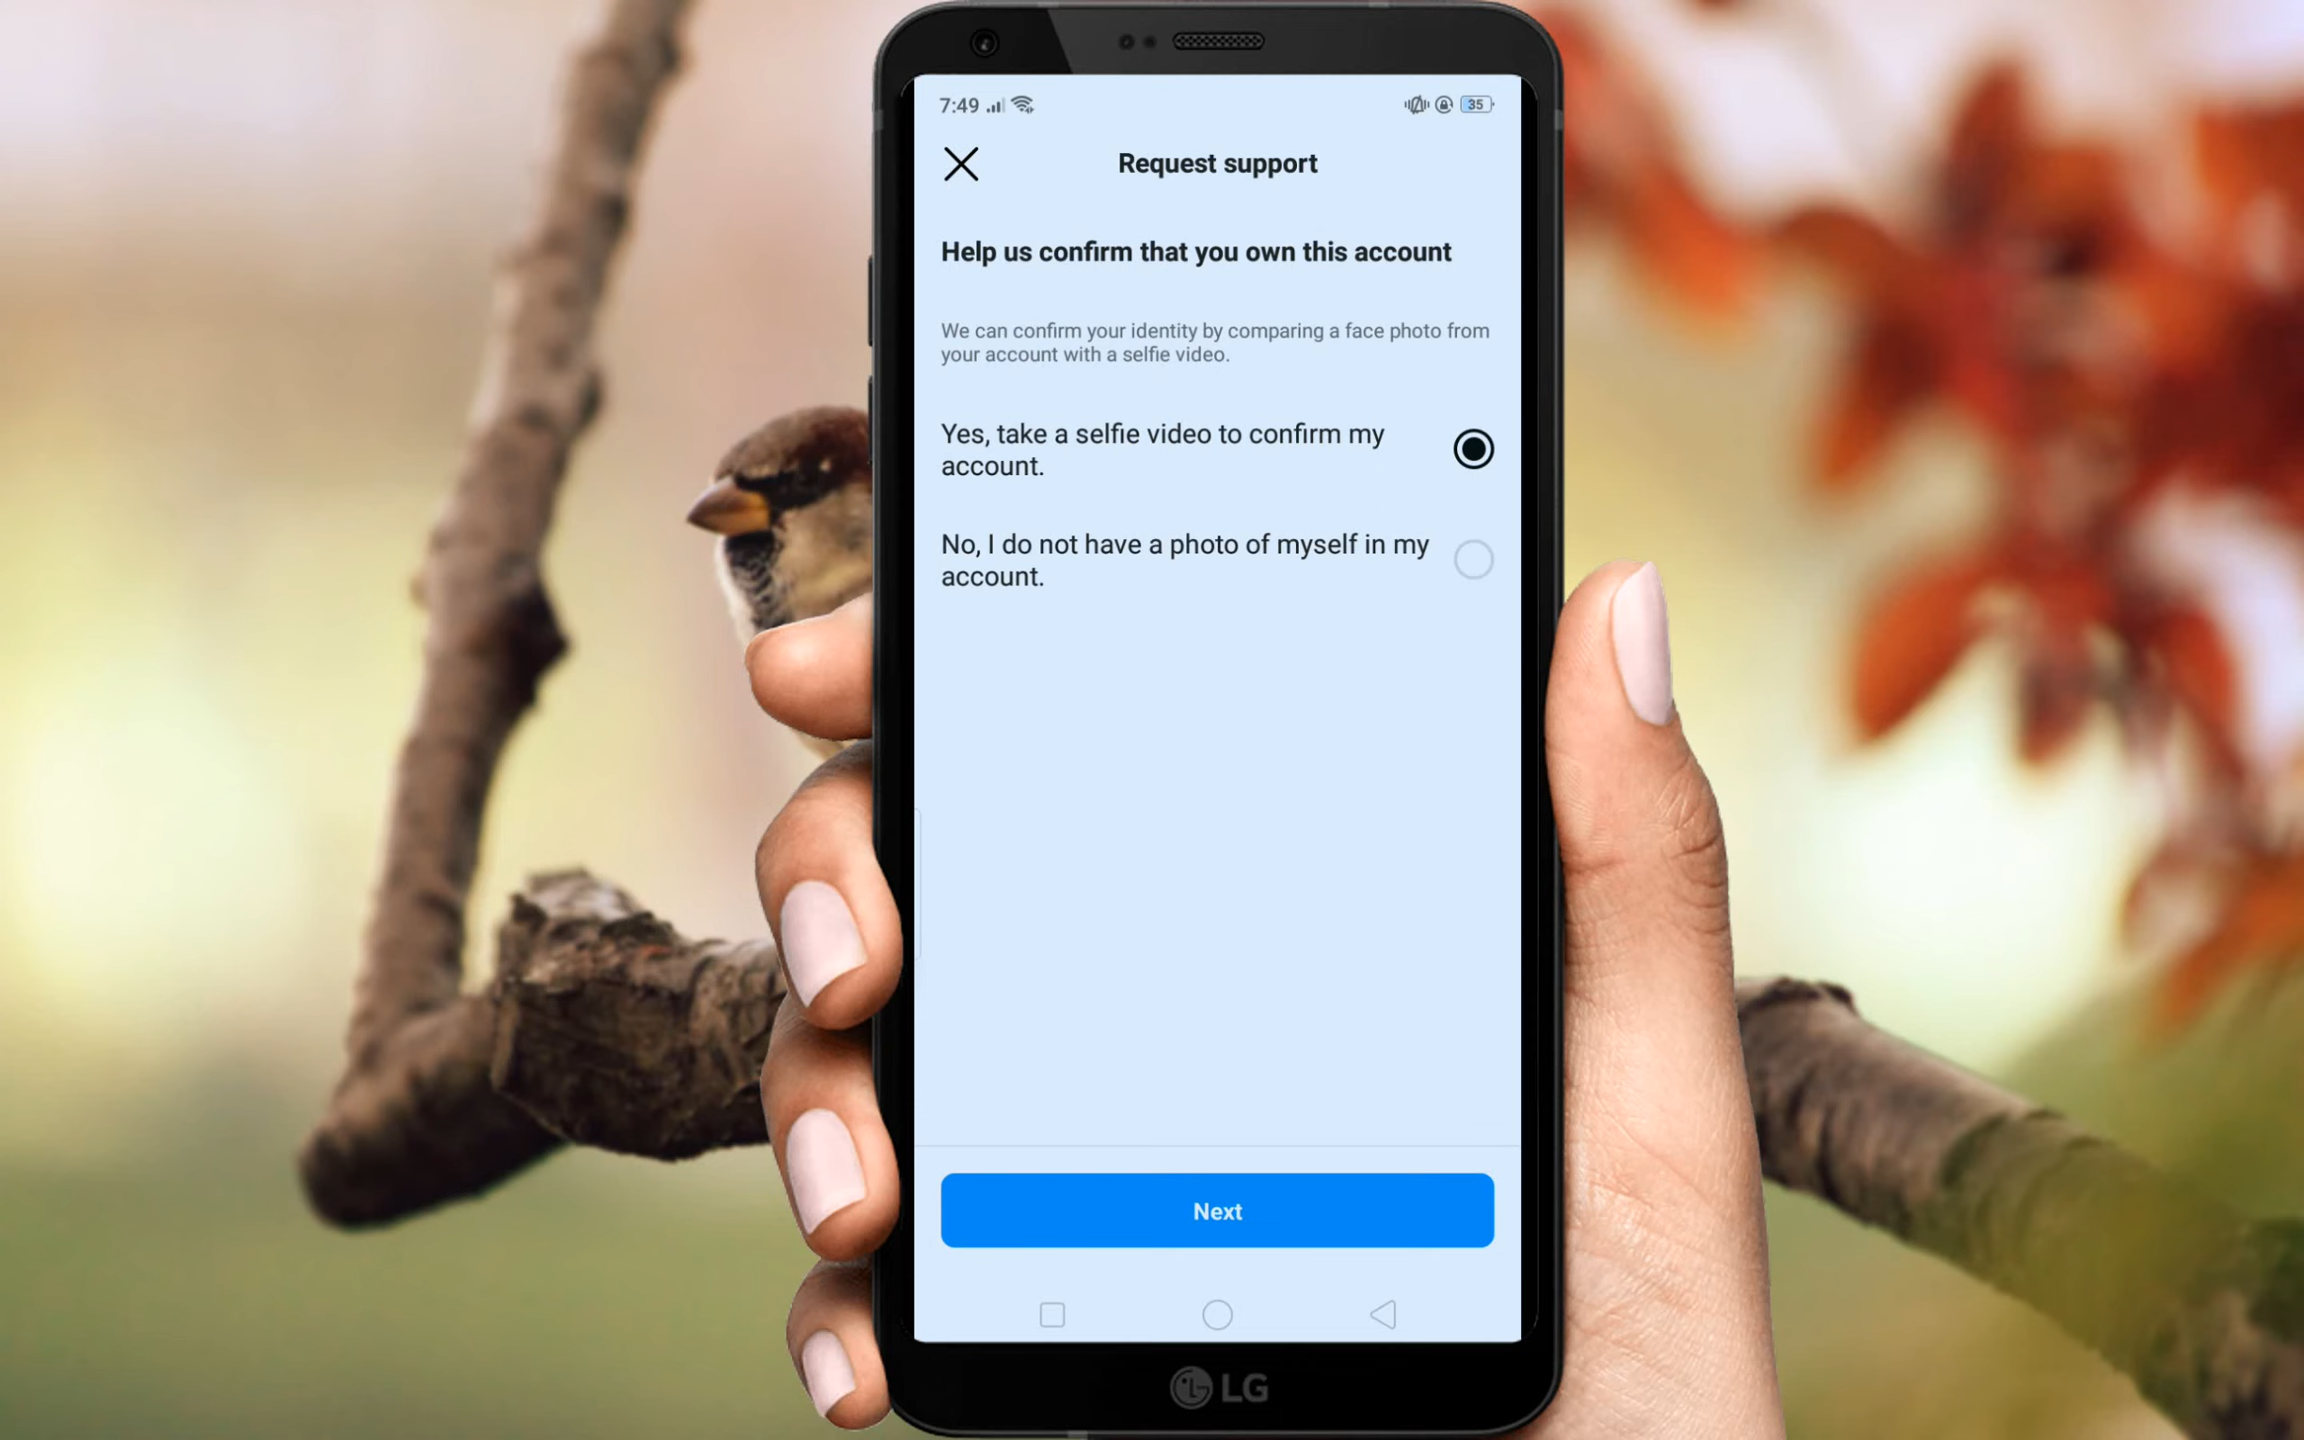 7:49
35
Request support
Help us confirm that you own this account
We can confirm your identity by comparing a face photo from
your account with a selfie video.
Yes, take a selfie video to confirm my
account.
No, I do not have a photo of myself in my
account.
Next
LG